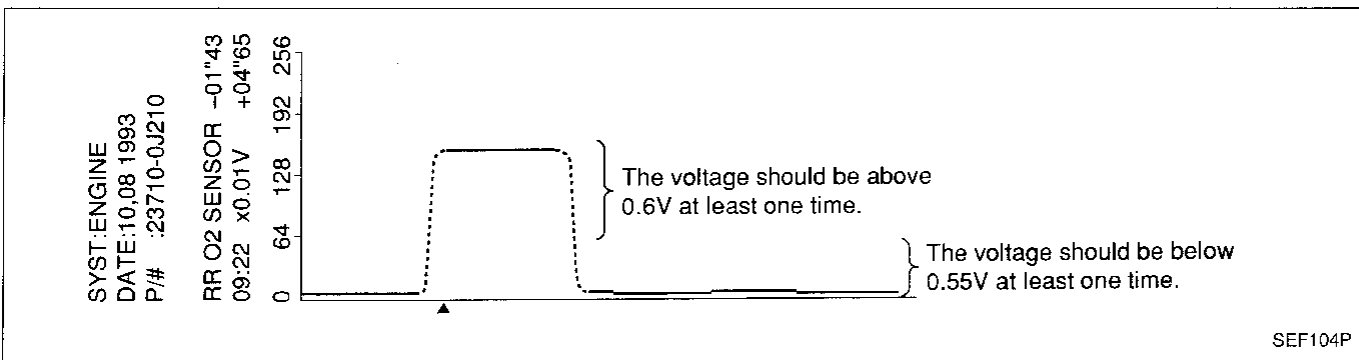 SYST:ENGINE
DATE:10,08 1993
P/# :23710-0J210
RR O2 SENSOR -01"43
09:22 x0.01V +04"65
256
192
128
64
0
The voltage should be above
0.6V at least one time.
The voltage should be below
0.55V at least one time.
SEF104P